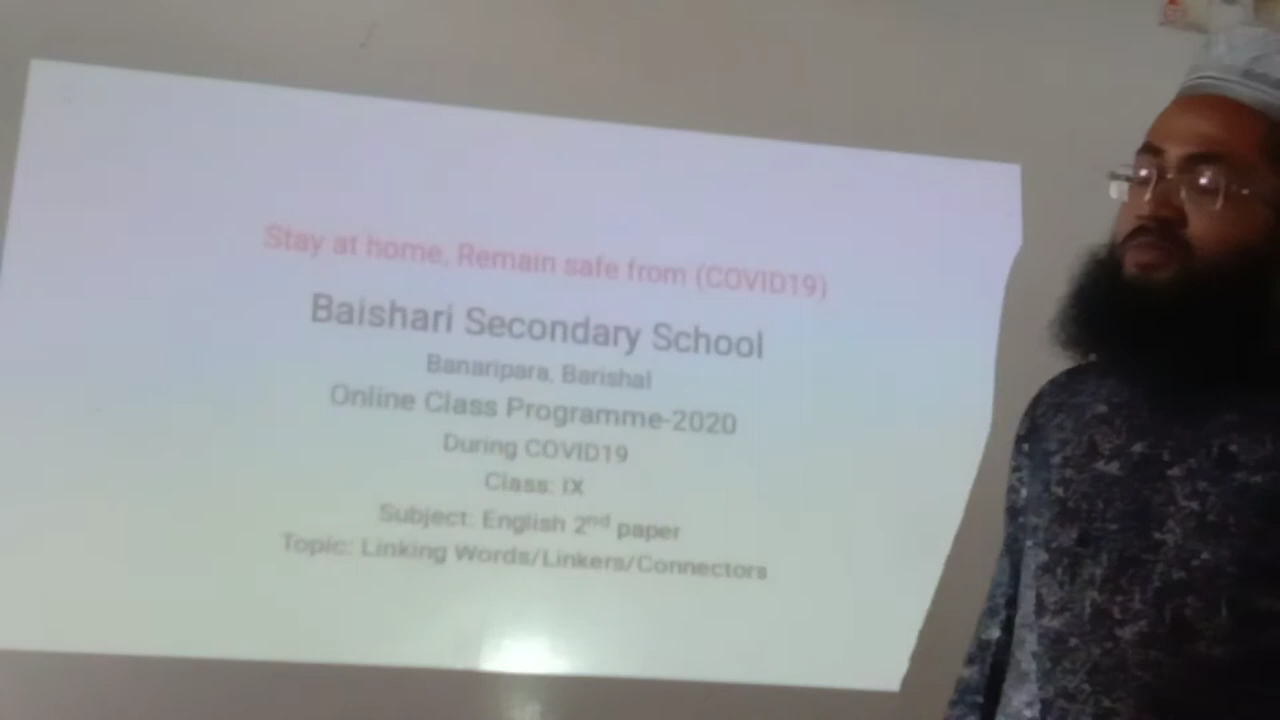 Stay at home, Remain safe from (COVID19)
Baishari Secondary School
Banaripara, Barishal
Online Class Programme-2020
During COVID19
Class: IX
Subject: English 2nd paper
Topic: Linking Words/Linkers/Connectors